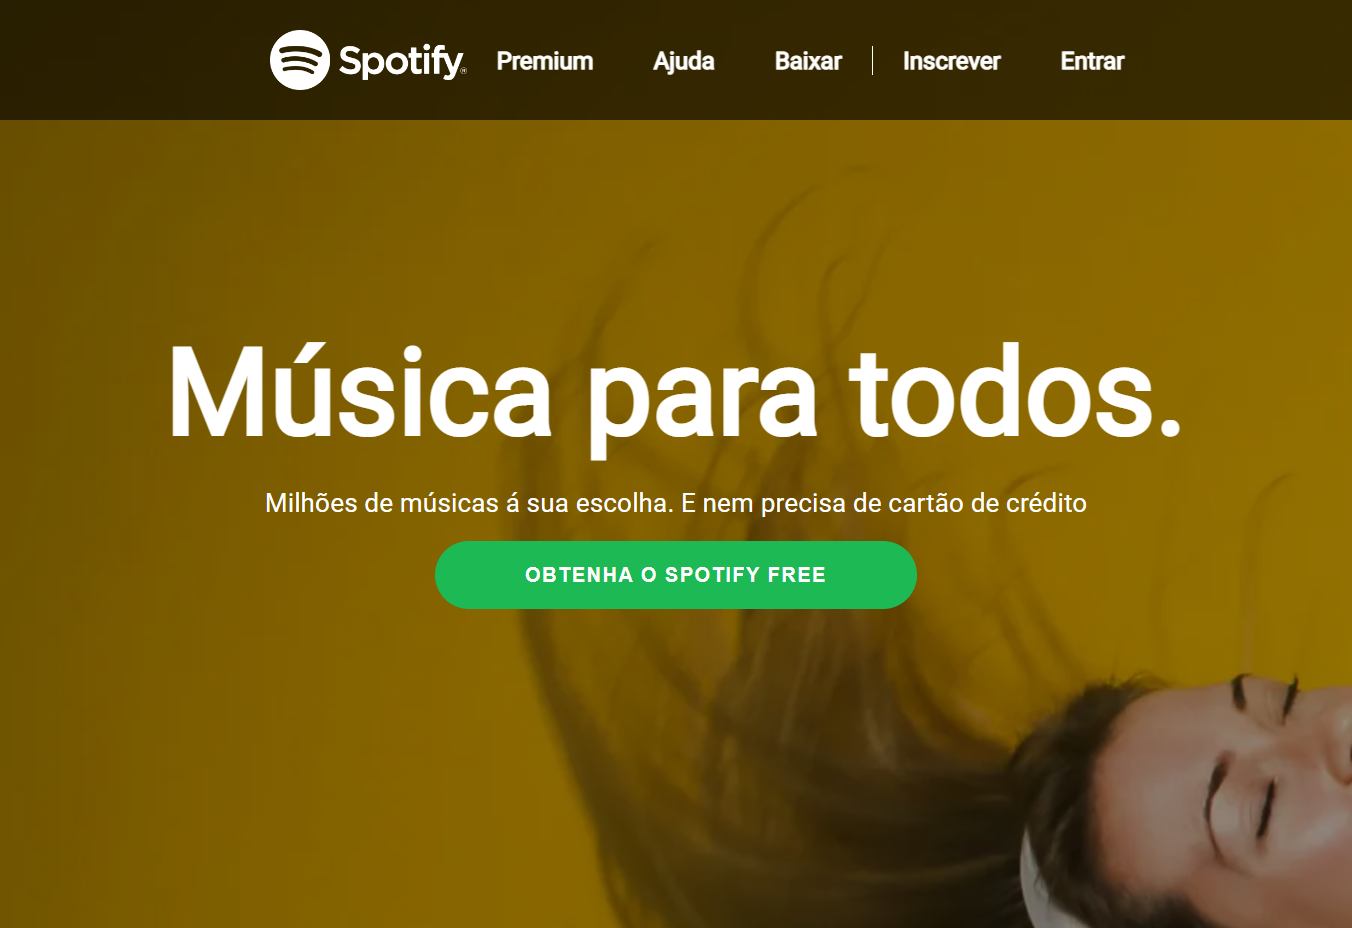 Spotify® Premium Ajuda Baixar Inscrever Entrar
Música para todos.
Milhões de músicas á sua escolha. E nem precisa de cartão de crédito
OBTENHA O SPOTIFY FREE